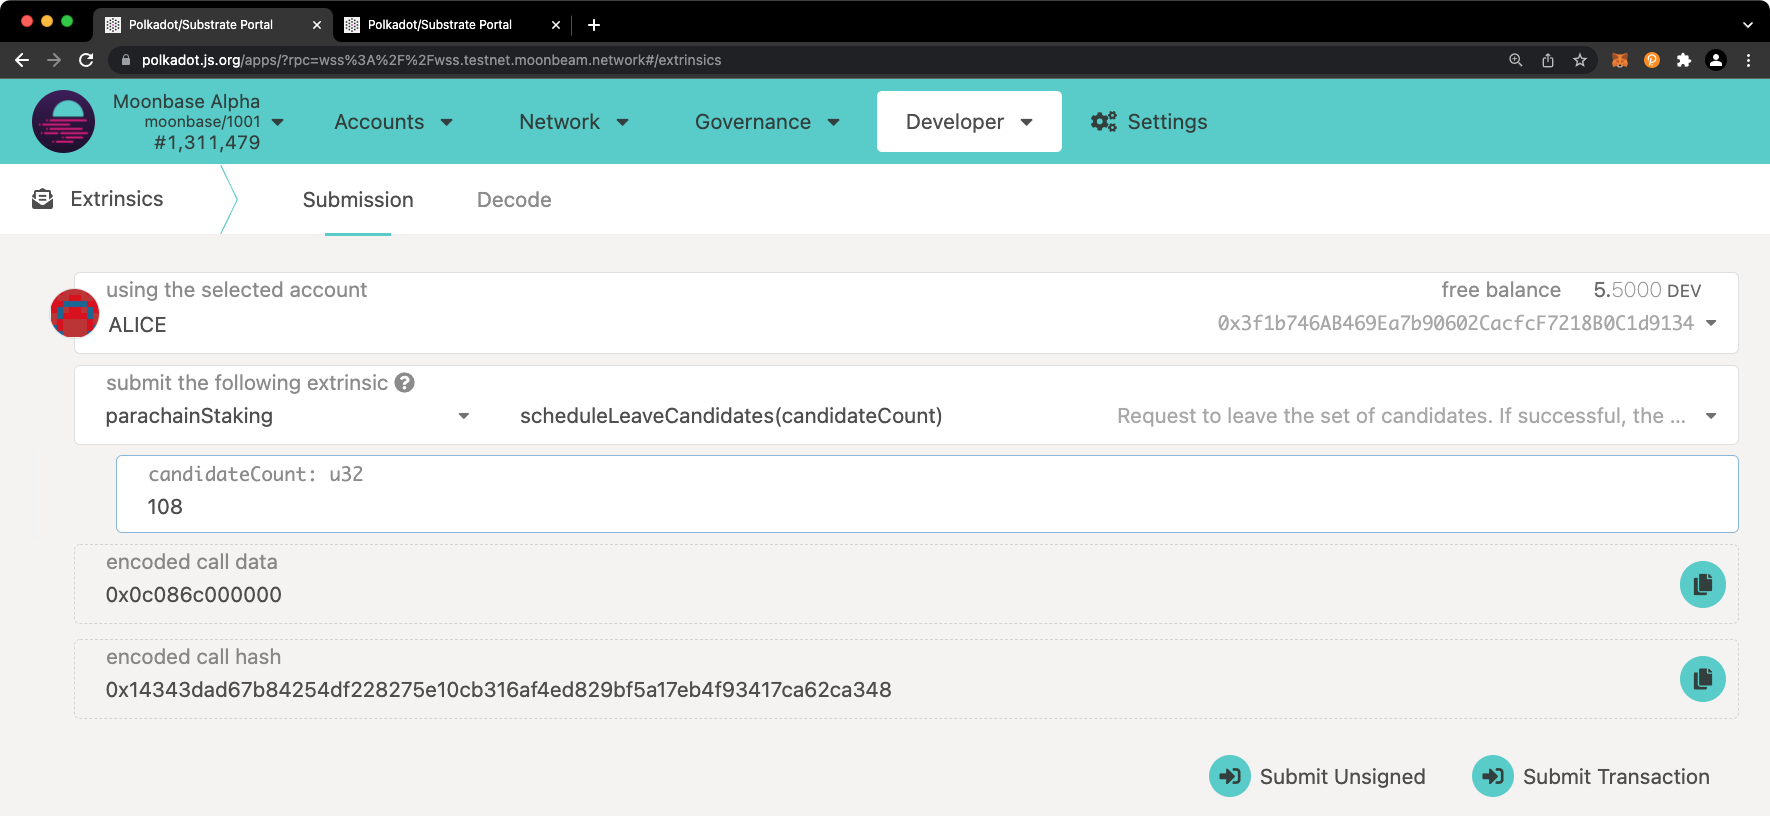 Polkadot/Substrate Portal
Polkadot/Substrate Portal
polkadot.js.org/apps/?rpc=wss%3A%2F%2Fwss.testnet.moonbeam.network#/extrinsics
Moonbase Alpha
moonbase/1001
#1,311,479
Accounts
Network
Governance
Developer
Settings
Extrinsics
Submission
Decode
using the selected account
free balance 5.5000 DEV
ALICE
0x3f1b746AB469Ea7b90602CacfcF7218B0C1d9134
submit the following extrinsic ?
parachainStaking
scheduleLeaveCandidates(candidateCount)
Request to leave the set of candidates. If successful, the ...
candidateCount: u32
108
encoded call data
0x0c086c000000
encoded call hash
0x14343dad67b84254df228275e10cb316af4ed829bf5a17eb4f93417ca62ca348
Submit Unsigned
Submit Transaction